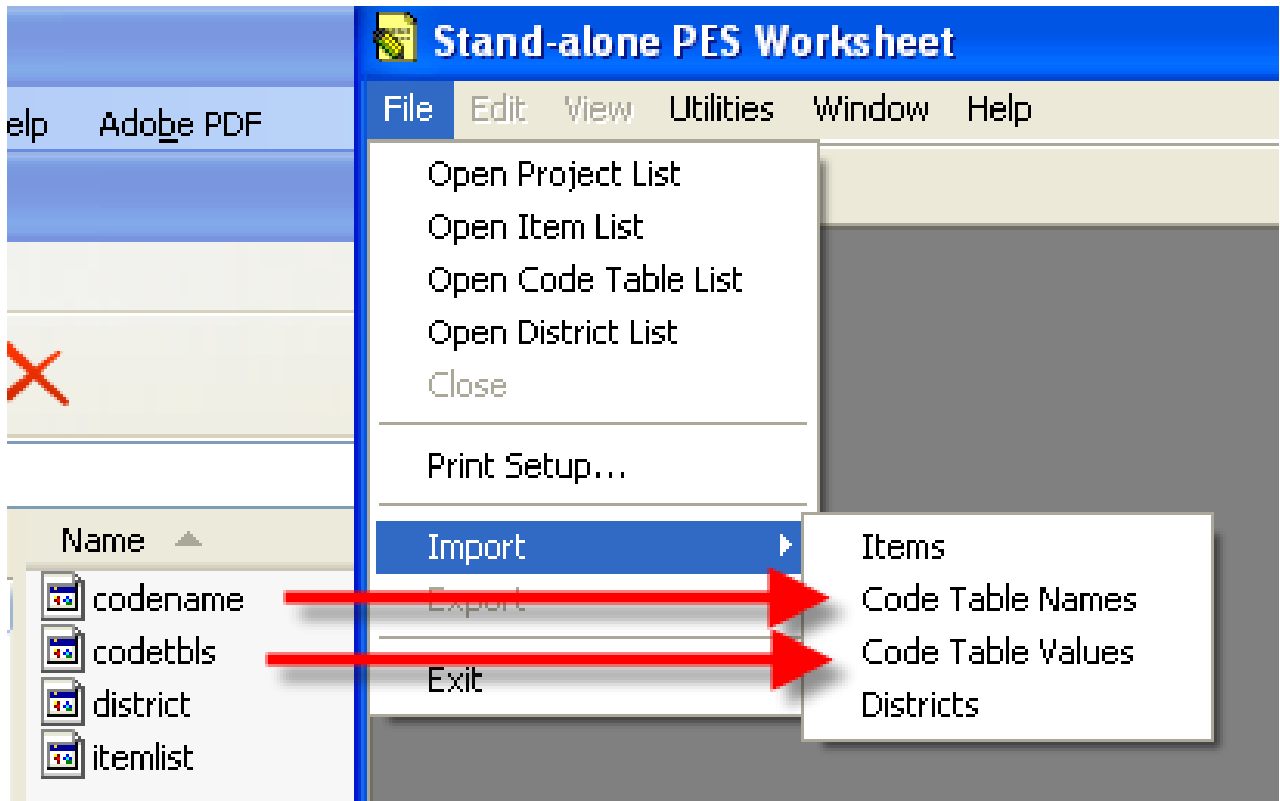 Stand-alone PES Worksheet
elp Adobe PDF
File Edit View Utilities Window Help
Open Project List
Open Item List
Open Code Table List
Open District List
Close
Print Setup...
Import
Export
Exit
Items
Code Table Names
Code Table Values
Districts
Name
codename
codetbls
district
itemlist